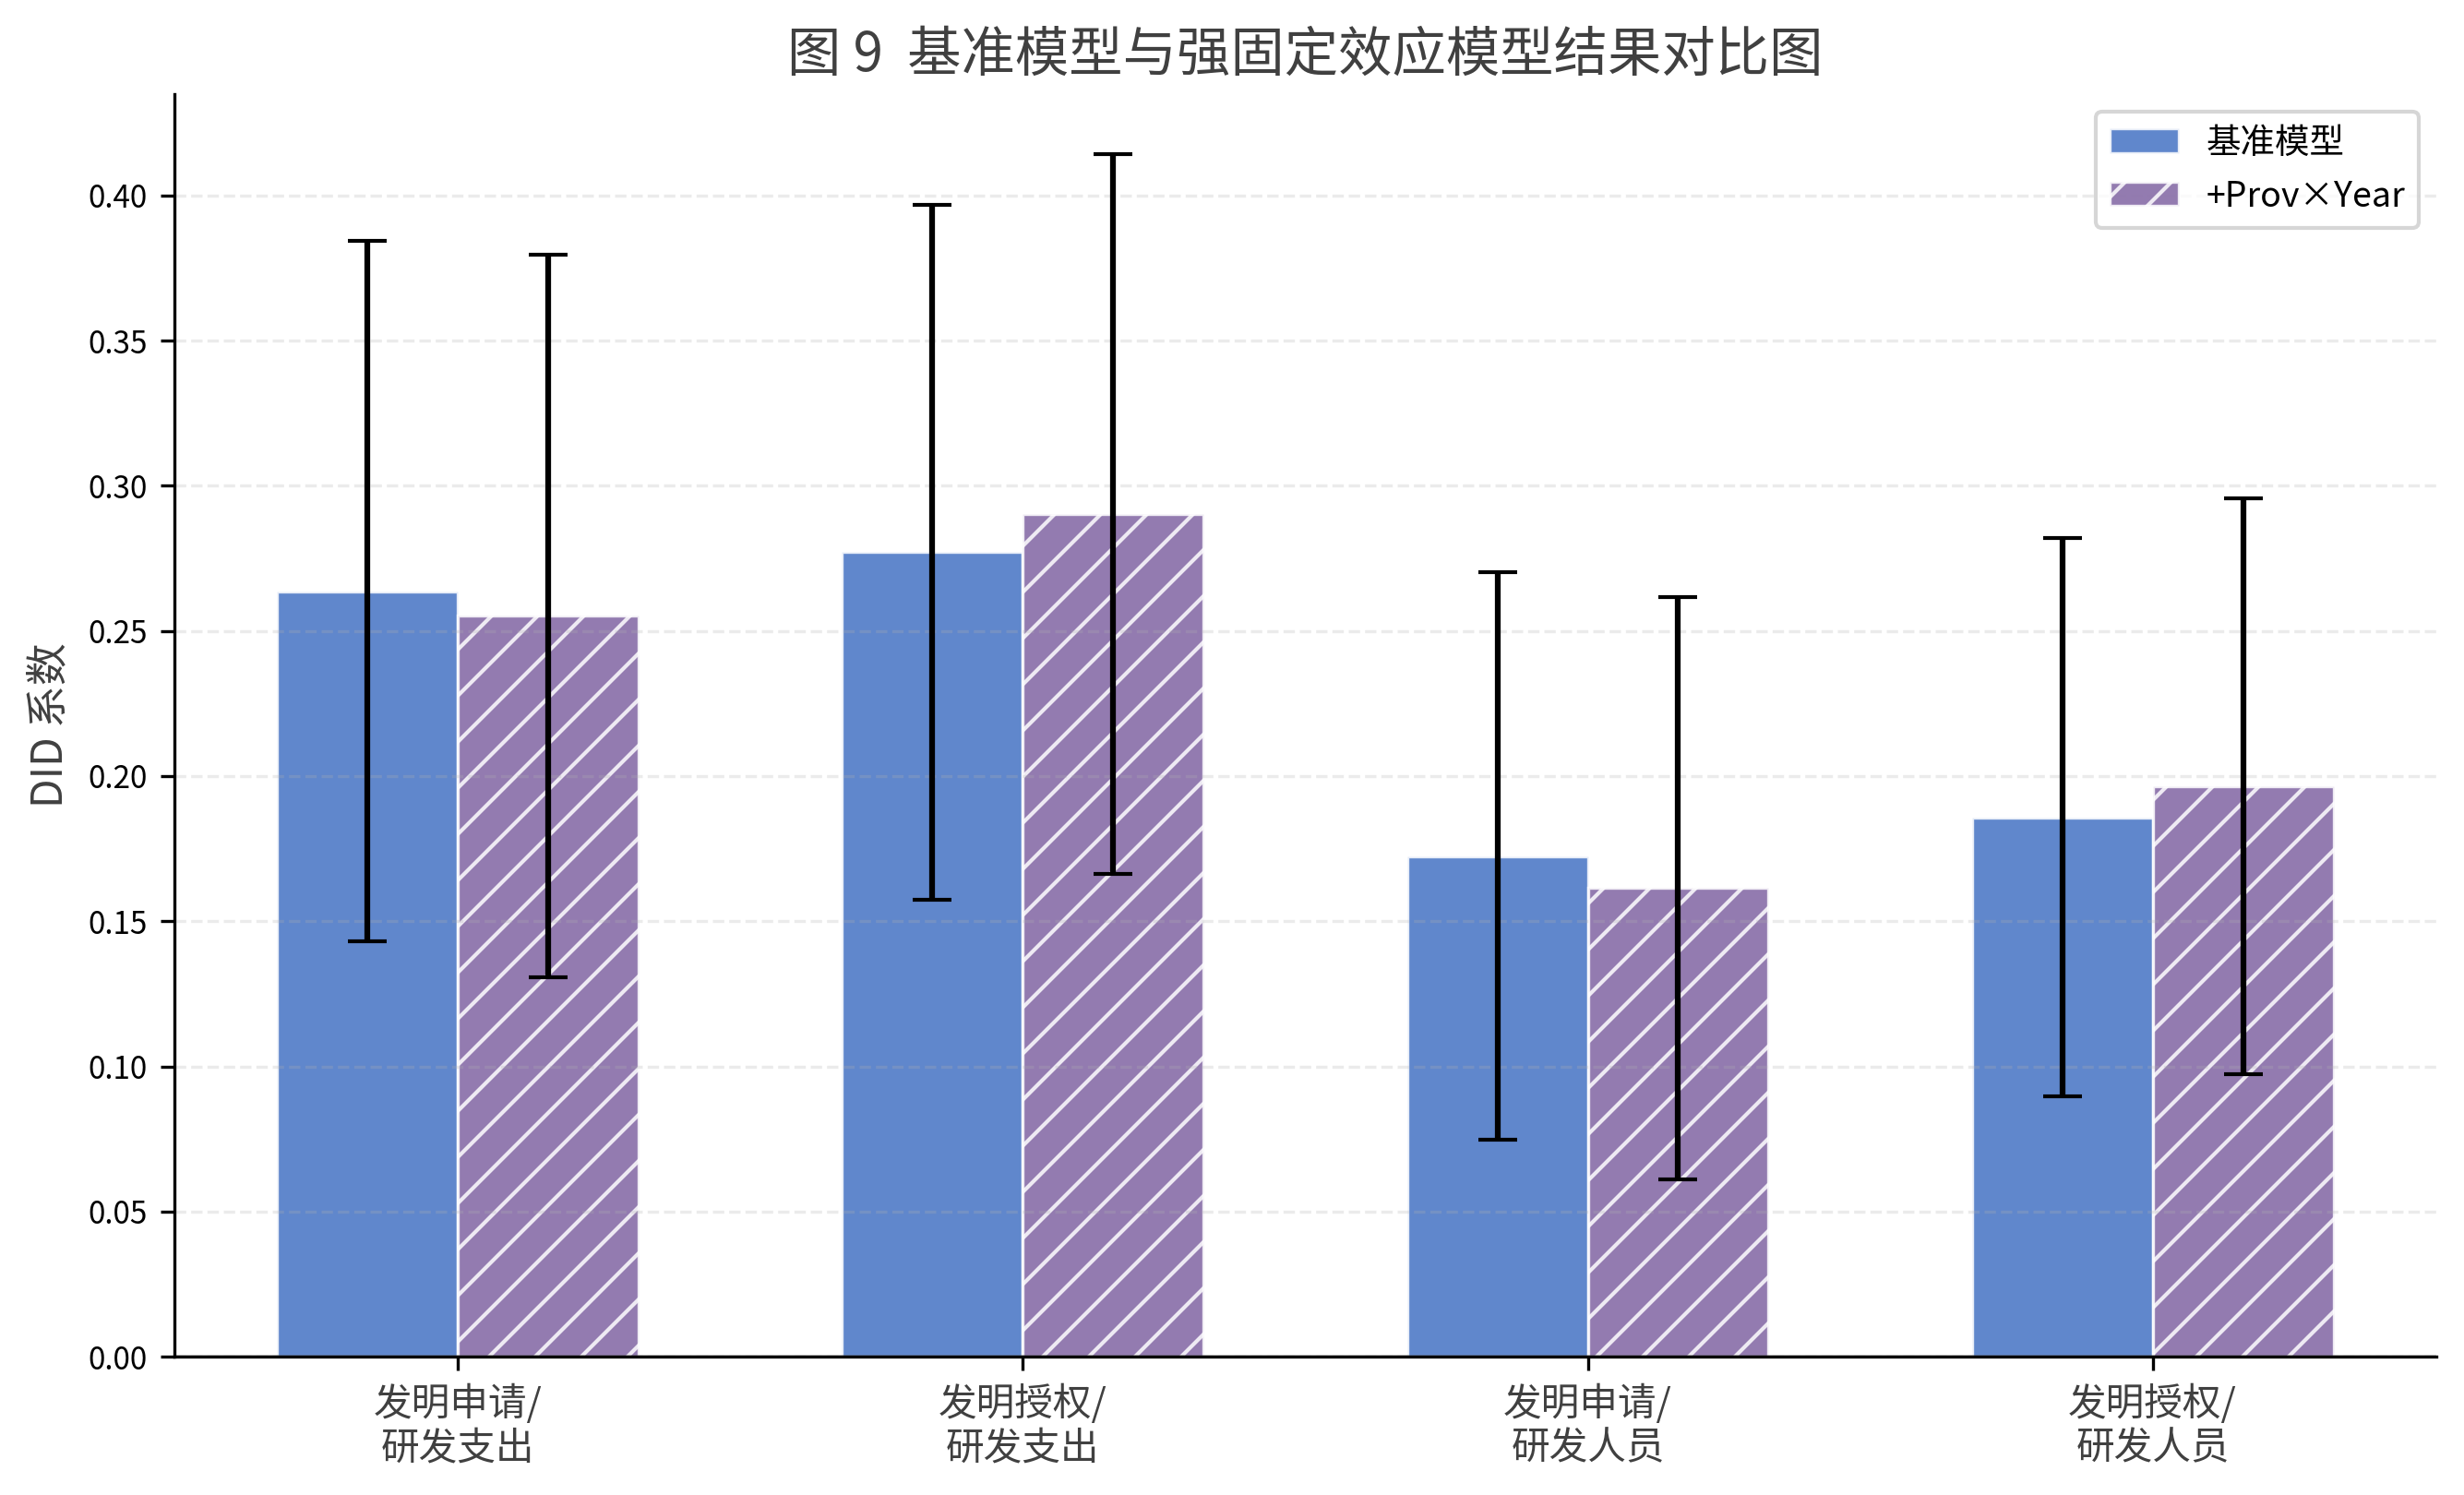 图 9 基准模型与强固定效应模型结果对比图
基准模型
+Prov×Year
DID 系数
0.40
0.35
0.30
0.25
0.20
0.15
0.10
0.05
0.00
发明申请/
研发支出
发明授权/
研发支出
发明申请/
研发人员
发明授权/
研发人员